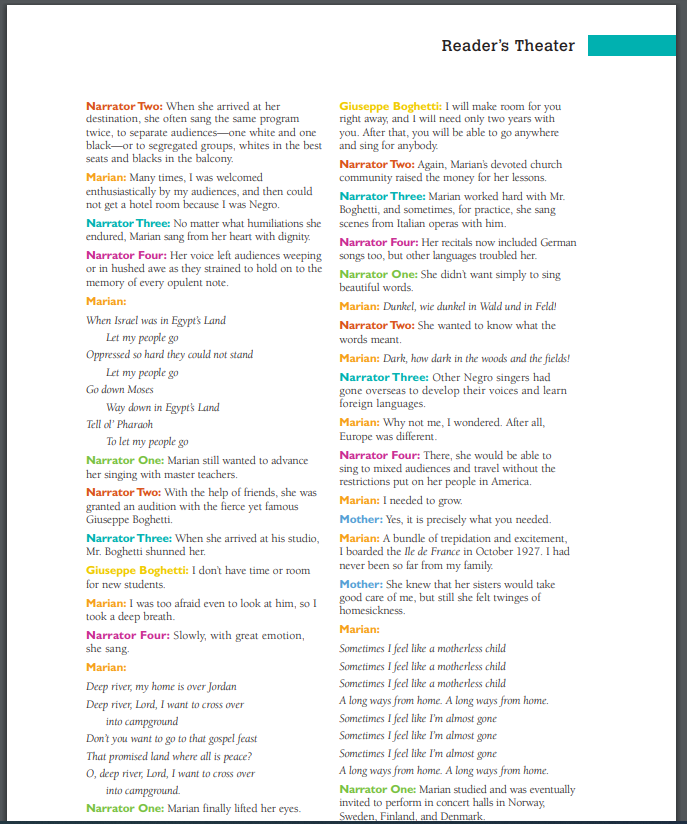 Reader's Theater
Narrator Two: When she arrived at her
destination, she often sang the same program
twice, to separate audiences—one white and one
black—or to segregated groups, whites in the best
seats and blacks in the balcony.
Marian: Many times, I was welcomed
enthusiastically by my audiences, and then could
not get a hotel room because I was Negro.
Narrator Three: No matter what humiliations she
endured, Marian sang from her heart with dignity.
Narrator Four: Her voice left audiences weeping
or in hushed awe as they strained to hold on to the
memory of every opulent note.
Marian:
When Israel was in Egypt's Land
Let my people go
Oppressed so hard they could not stand
Let my people go
Go down Moses
Way down in Egypt's Land
Tell ol' Pharaoh
To let my people go
Narrator One: Marian still wanted to advance
her singing with master teachers.
Narrator Two: With the help of friends, she was
granted an audition with the fierce yet famous
Giuseppe Boghetti.
Narrator Three: When she arrived at his studio,
Mr. Boghetti shunned her.
Giuseppe Boghetti: I don't have time or room
for new students.
Marian: I was too afraid even to look at him, so I
took a deep breath.
Narrator Four: Slowly, with great emotion,
she sang.
Marian:
Deep river, my home is over Jordan
Deep river, Lord, I want to cross over
into campground
Don't you want to go to that gospel feast
That promised land where all is peace?
O, deep river, Lord, I want to cross over
into campground.
Narrator One: Marian finally lifted her eyes.
Giuseppe Boghetti: I will make room for you
right away, and I will need only two years with
you. After that, you will be able to go anywhere
and sing for anybody.
Narrator Two: Again, Marian's devoted church
community raised the money for her lessons.
Narrator Three: Marian worked hard with Mr.
Boghetti, and sometimes, for practice, she sang
scenes from Italian operas with him.
Narrator Four: Her recitals now included German
songs too, but other languages troubled her.
Narrator One: She didn't want simply to sing
beautiful words.
Marian: Dunkel, wie dunkel in Wald und in Feld!
Narrator Two: She wanted to know what the
words meant.
Marian: Dark, how dark in the woods and the fields!
Narrator Three: Other Negro singers had
gone overseas to develop their voices and learn
foreign languages.
Marian: Why not me, I wondered. After all,
Europe was different.
Narrator Four: There, she would be able to
sing to mixed audiences and travel without the
restrictions put on her people in America.
Marian: I needed to grow.
Mother: Yes, it is precisely what you needed.
Marian: A bundle of trepidation and excitement,
I boarded the Ile de France in October 1927. I had
never been so far from my family.
Mother: She knew that her sisters would take
good care of me, but still she felt twinges of
homesickness.
Marian:
Sometimes I feel like a motherless child
Sometimes I feel like a motherless child
Sometimes I feel like a motherless child
A long ways from home. A long ways from home.
Sometimes I feel like I'm almost gone
Sometimes I feel like I'm almost gone
Sometimes I feel like I'm almost gone
A long ways from home. A long ways from home.
Narrator One: Marian studied and was eventually
invited to perform in concert halls in Norway,
Sweden, Finland, and Denmark.